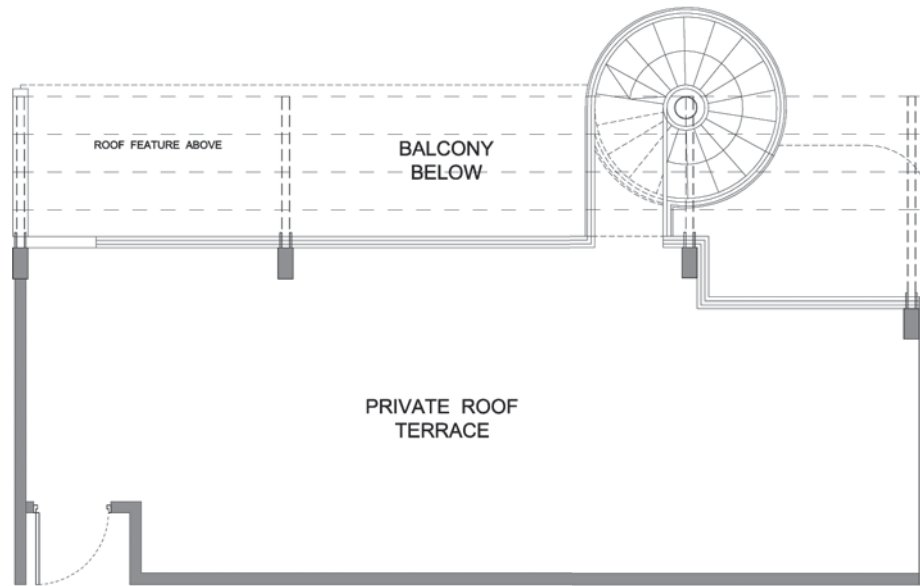 ROOF FEATURE ABOVE
BALCONY
BELOW
PRIVATE ROOF
TERRACE